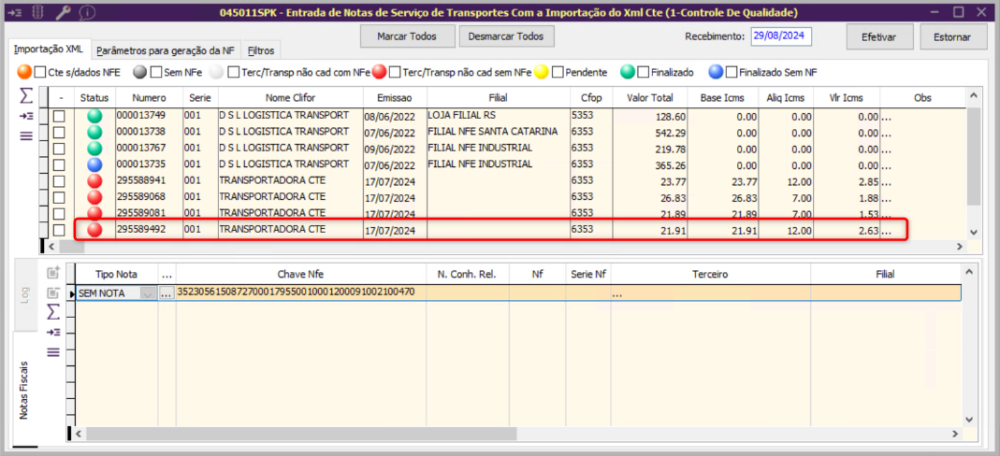 045011SPK - Entrada de Notas de Serviço de Transportes Com a Importação do Xml Cte (1-Controle De Qualidade)
Marcar Todos Desmarcar Todos Recebimento: 29/08/2024 Efetivar Estornar
Importação XML Parâmetros para geração da NF Filtros
Cte s/dados NFE Sem NFe Terc/Transp não cad com NFe Terc/Transp não cad sem NFe Pendente Finalizado Finalizado Sem NF
- Status Numero Serie Nome Clifor Emissao Filial Cfop Valor Total Base Icms Aliq Icms Vlr Icms Obs
000013749 001 D S L LOGISTICA TRANSPORT 08/06/2022 LOJA FILIAL RS 5353 128.60 0.00 0.00 0.00 ...
000013738 001 D S L LOGISTICA TRANSPORT 07/06/2022 FILIAL NFE SANTA CATARINA 6353 542.29 0.00 0.00 0.00 ...
000013767 001 D S L LOGISTICA TRANSPORT 09/06/2022 FILIAL NFE INDUSTRIAL 6353 219.78 0.00 0.00 0.00 ...
000013735 001 D S L LOGISTICA TRANSPORT 07/06/2022 FILIAL NFE INDUSTRIAL 6353 365.26 0.00 0.00 0.00 ...
295588941 001 TRANSPORTADORA CTE 17/07/2024 6353 23.77 23.77 12.00 2.85 ...
295589068 001 TRANSPORTADORA CTE 17/07/2024 6353 26.83 26.83 7.00 1.88 ...
295589081 001 TRANSPORTADORA CTE 17/07/2024 6353 21.89 21.89 7.00 1.53 ...
295589492 001 TRANSPORTADORA CTE 17/07/2024 6353 21.91 21.91 12.00 2.63 ...
Log
Notas Fiscais
Tipo Nota ... Chave Nfe N. Conh. Rel. Nf Serie Nf Terceiro Filial
SEM NOTA ... 35230561508727000179550010001200091002100470 ...